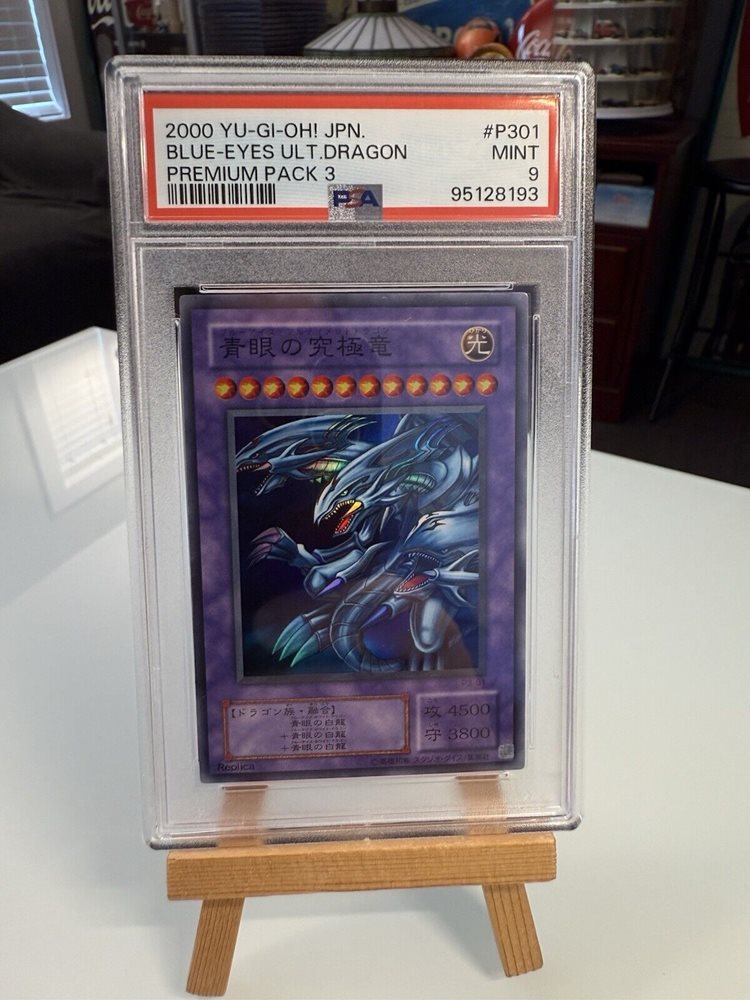 2000 YU-GI-OH! JPN. #P301
BLUE-EYES ULT.DRAGON MINT
PREMIUM PACK 3 9
PSA 95128193
青眼の究極竜
光
【ドラゴン族・融合】
青眼の白龍
+青眼の白龍
+青眼の白龍
攻 4500
守 3800
Replica